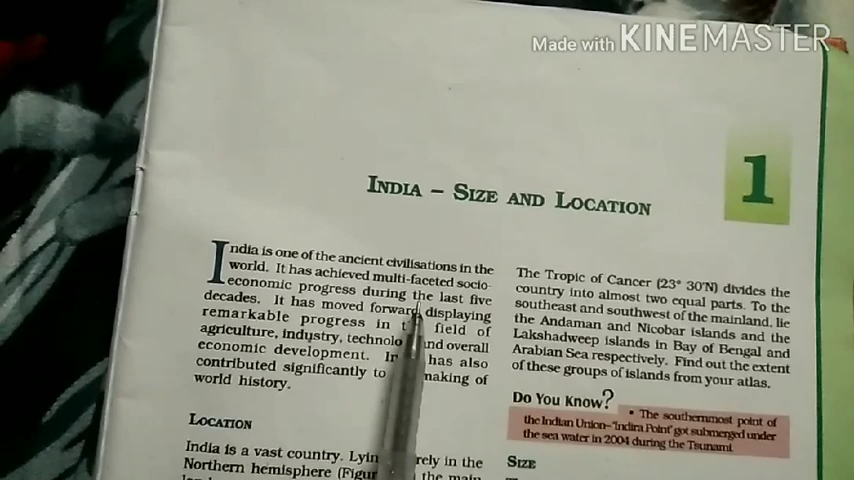 Made with KINEMASTER
1
INDIA – SIZE AND LOCATION
India is one of the ancient civilisations in the
world. It has achieved multi-faceted socio-
economic progress during the last five
decades. It has moved forward displaying
remarkable progress in field of
agriculture, industry, and overall
economic development. has also
contributed significantly to making of
world history.
LOCATION
India is a vast country. in the
Northern hemisphere the main
The Tropic of Cancer (23° 30'N) divides the
country into almost two equal parts. To the
southeast and southwest of the mainland, lie
the Andaman and Nicobar islands and the
Lakshadweep islands in Bay of Bengal and
Arabian Sea respectively. Find out the extent
of these groups of islands from your atlas.
Do You Know?
• The southernmost point of
the Indian Union– 'Indira Point' got submerged under
the sea water in 2004 during the Tsunami.
SIZE